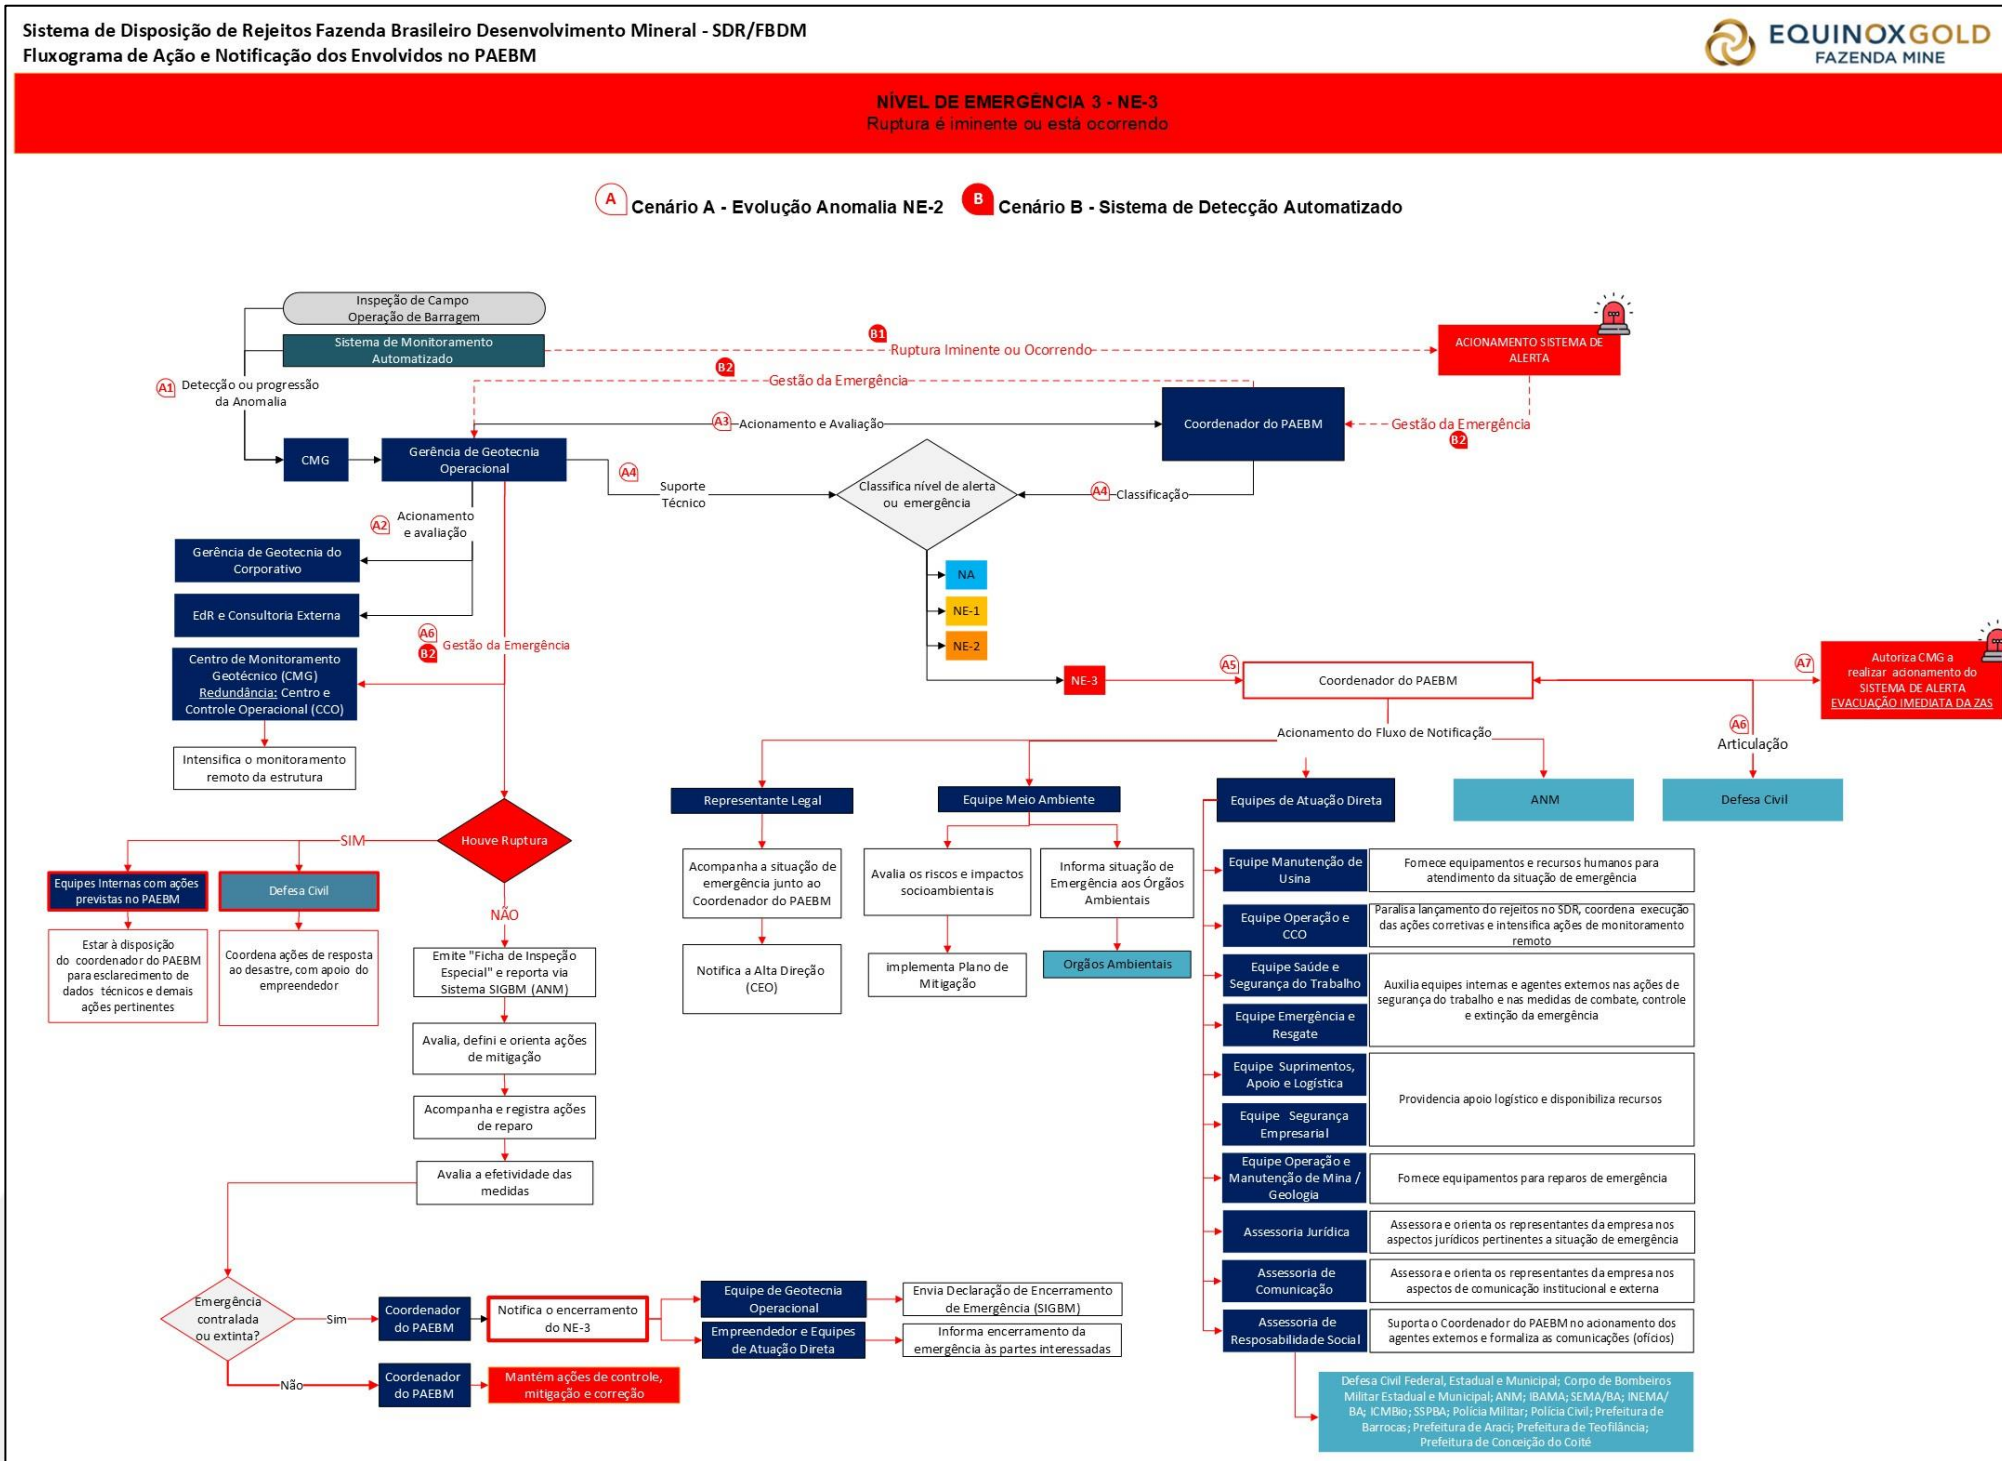 Sistema de Disposição de Rejeitos Fazenda Brasileiro Desenvolvimento Mineral - SDR/FBDM
Fluxograma de Ação e Notificação dos Envolvidos no PAEBM
EQUINOXGOLD
FAZENDA MINE
NÍVEL DE EMERGÊNCIA 3 - NE-3
Ruptura é iminente ou está ocorrendo
A Cenário A - Evolução Anomalia NE-2
B Cenário B - Sistema de Detecção Automatizado
Inspeção de Campo
Operação de Barragem
Sistema de Monitoramento
Automatizado
B1
Ruptura Iminente ou Ocorrendo
ACIONAMENTO SISTEMA DE
ALERTA
B2
Gestão da Emergência
A1
Detecção ou progressão
da Anomalia
A3
Acionamento e Avaliação
Coordenador do PAEBM
Gestão da Emergência
B2
CMG
Gerência de Geotecnia
Operacional
A4
Suporte
Técnico
Classifica nível de alerta
ou emergência
A4
Classificação
A2
Acionamento
e avaliação
Gerência de Geotecnia do
Corporativo
EdR e Consultoria Externa
NA
NE-1
NE-2
A6
B2
Gestão da Emergência
Centro de Monitoramento
Geotécnico (CMG)
Redundância: Centro e
Controle Operacional (CCO)
Intensifica o monitoramento
remoto da estrutura
NE-3
A5
Coordenador do PAEBM
A7
Autoriza CMG a
realizar acionamento do
SISTEMA DE ALERTA
EVACUAÇÃO IMEDIATA DA ZAS
Acionamento do Fluxo de Notificação
A6
Articulação
Representante Legal
Equipe Meio Ambiente
Equipes de Atuação Direta
ANM
Defesa Civil
Houve Ruptura
SIM
Equipes Internas com ações
previstas no PAEBM
Defesa Civil
Estar à disposição
do coordenador do PAEBM
para esclarecimento de
dados técnicos e demais
ações pertinentes
Coordena ações de resposta
ao desastre, com apoio do
empreendedor
NÃO
Emite "Ficha de Inspeção
Especial" e reporta via
Sistema SIGBM (ANM)
Avalia, defini e orienta ações
de mitigação
Acompanha e registra ações
de reparo
Avalia a efetividade das
medidas
Acompanha a situação de
emergência junto ao
Coordenador do PAEBM
Notifica a Alta Direção
(CEO)
Avalia os riscos e impactos
socioambientais
implementa Plano de
Mitigação
Informa situação de
Emergência aos Órgãos
Ambientais
Orgãos Ambientais
Equipe Manutenção de
Usina
Fornece equipamentos e recursos humanos para
atendimento da situação de emergência
Equipe Operação e
CCO
Paralisa lançamento do rejeitos no SDR, coordena execução
das ações corretivas e intensifica ações de monitoramento
remoto
Equipe Saúde e
Segurança do Trabalho
Equipe Emergência e
Resgate
Auxilia equipes internas e agentes externos nas ações de
segurança do trabalho e nas medidas de combate, controle
e extinção da emergência
Equipe Suprimentos,
Apoio e Logística
Equipe Segurança
Empresarial
Providencia apoio logístico e disponibiliza recursos
Equipe Operação e
Manutenção de Mina /
Geologia
Fornece equipamentos para reparos de emergência
Assessoria Jurídica
Assessora e orienta os representantes da empresa nos
aspectos jurídicos pertinentes a situação de emergência
Assessoria de
Comunicação
Assessora e orienta os representantes da empresa nos
aspectos de comunicação institucional e externa
Assessoria de
Resposabilidade Social
Suporta o Coordenador do PAEBM no acionamento dos
agentes externos e formaliza as comunicações (ofícios)
Defesa Civil Federal, Estadual e Municipal; Corpo de Bombeiros
Militar Estadual e Municipal; ANM; IBAMA; SEMA/BA; INEMA/
BA; ICMBio; SSPBA; Polícia Militar; Polícia Civil; Prefeitura de
Barrocas; Prefeitura de Araci; Prefeitura de Teofilância;
Prefeitura de Conceição do Coité
Emergência
contralada
ou extinta?
Sim
Coordenador
do PAEBM
Notifica o encerramento
do NE-3
Equipe de Geotecnia
Operacional
Envia Declaração de Encerramento
de Emergência (SIGBM)
Empreendedor e Equipes
de Atuação Direta
Informa encerramento da
emergência às partes interessadas
Não
Coordenador
do PAEBM
Mantém ações de controle,
mitigação e correção